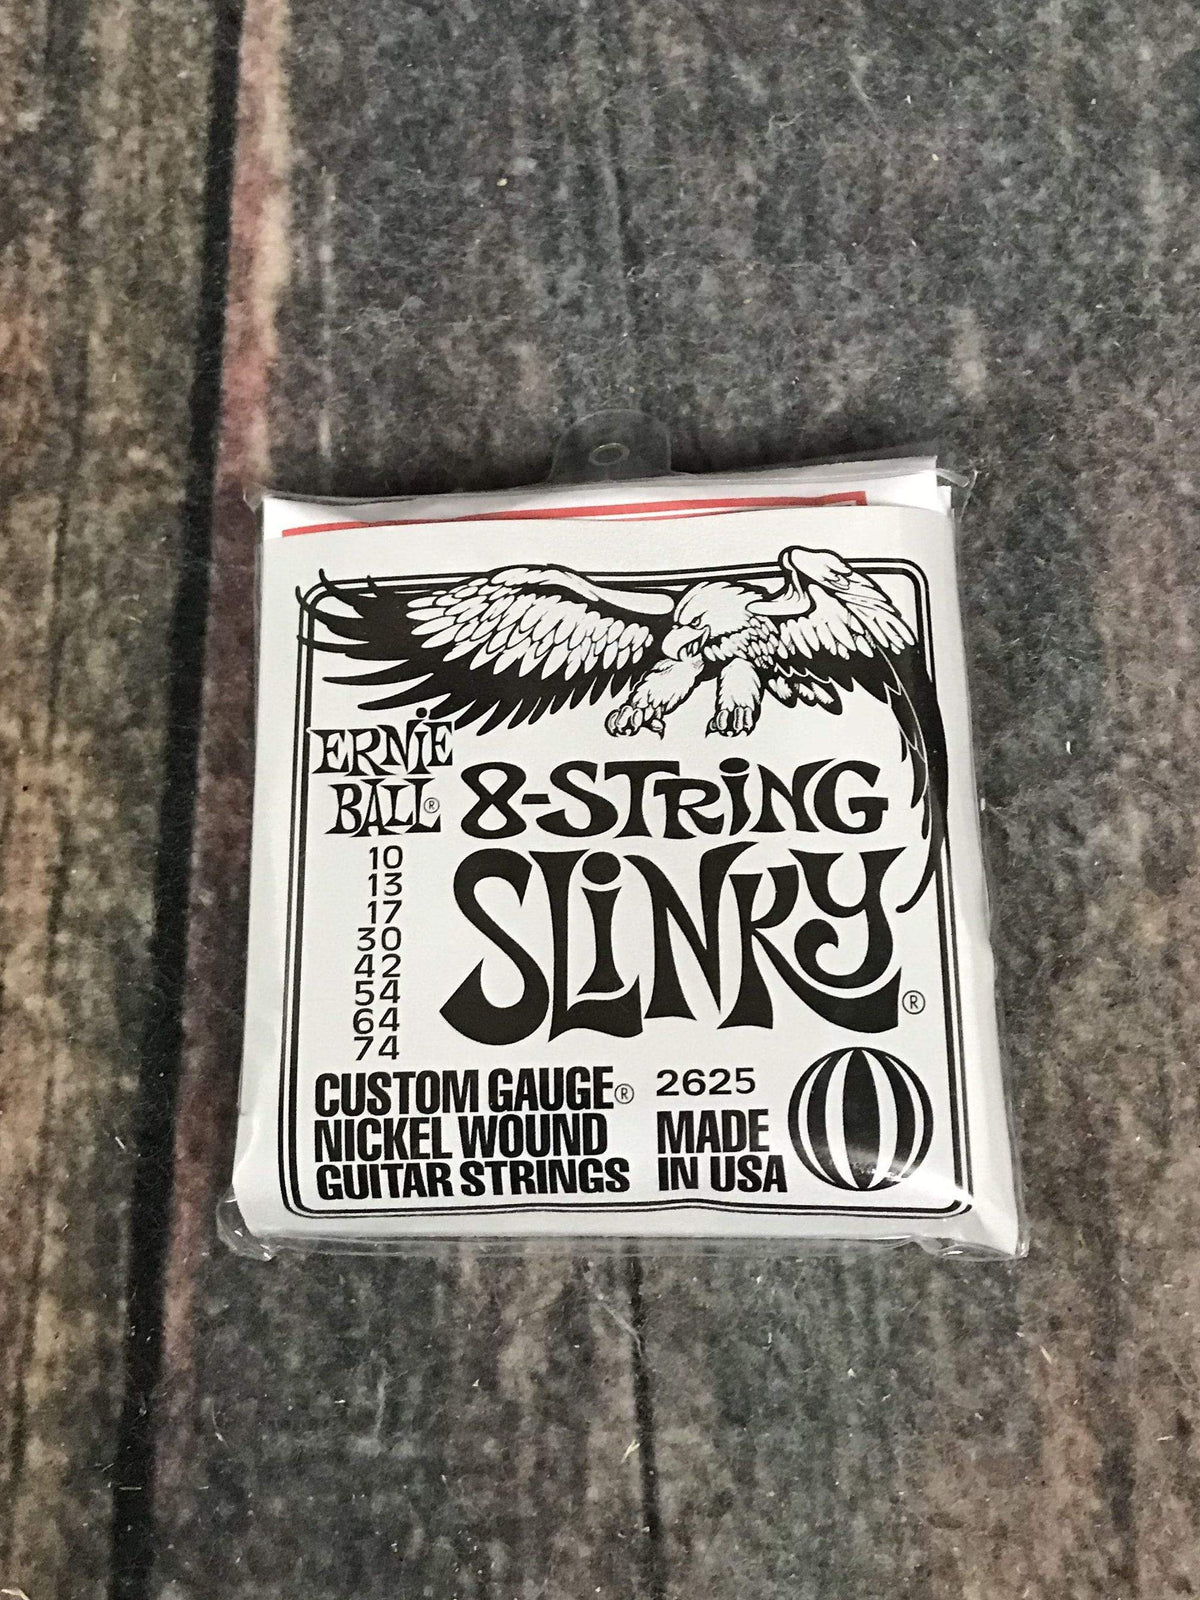 ERNIE
BALL®
8-STRING
SLINKY®
10
13
17
30
42
54
64
74
CUSTOM GAUGE®
NICKEL WOUND
GUITAR STRINGS
2625
MADE
IN USA